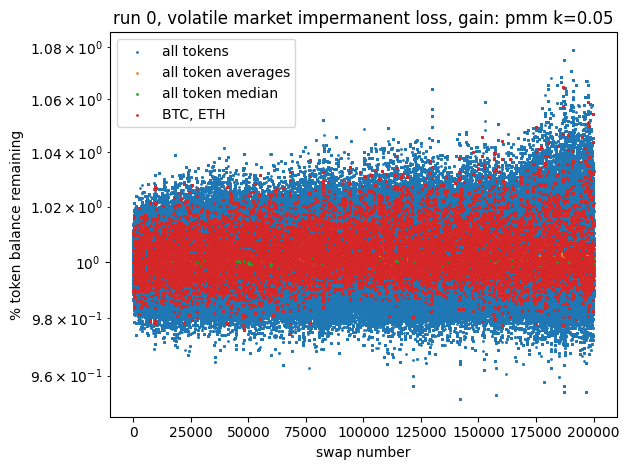 run 0, volatile market impermanent loss, gain: pmm k=0.05
all tokens
all token averages
all token median
BTC, ETH
% token balance remaining
1.08 × 10⁰
1.06 × 10⁰
1.04 × 10⁰
1.02 × 10⁰
10⁰
9.8 × 10⁻¹
9.6 × 10⁻¹
0 25000 50000 75000 100000 125000 150000 175000 200000
swap number